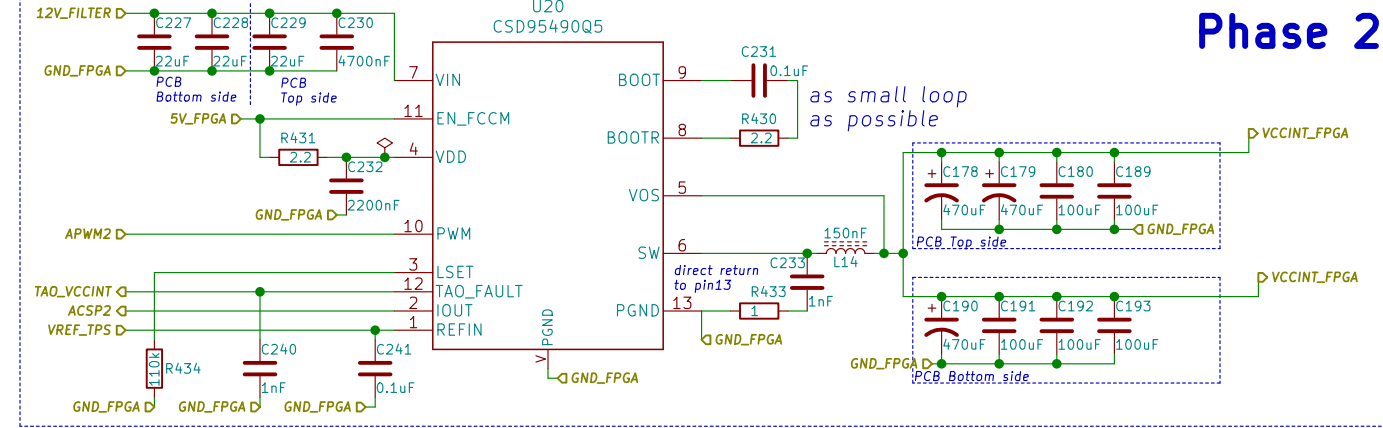 U20
CSD95490Q5
Phase 2
12V_FILTER
C227
C228
C229
C230
22uF
22uF
22uF
4700nF
GND_FPGA
PCB
Bottom side
PCB
Top side
7
VIN
BOOT
9
C231
0.1uF
as small loop
as possible
5V_FPGA
11
EN_FCCM
R431
2.2
4
VDD
BOOTR
8
R430
2.2
C232
2200nF
GND_FPGA
VCCINT_FPGA
+
C178
+
C179
C180
C189
470uF
470uF
100uF
100uF
GND_FPGA
PCB Top side
VOS
5
APWM2
10
PWM
SW
6
150nF
L14
C233
1nF
direct return
to pin13
R433
1
PGND
13
GND_FPGA
3
LSET
TAO_VCCINT
12
TAO_FAULT
ACSP2
2
IOUT
VREF_TPS
1
REFIN
PGND
V
GND_FPGA
VCCINT_FPGA
+
C190
C191
C192
C193
470uF
100uF
100uF
100uF
GND_FPGA
PCB Bottom side
110k
R434
C240
1nF
C241
0.1uF
GND_FPGA
GND_FPGA
GND_FPGA